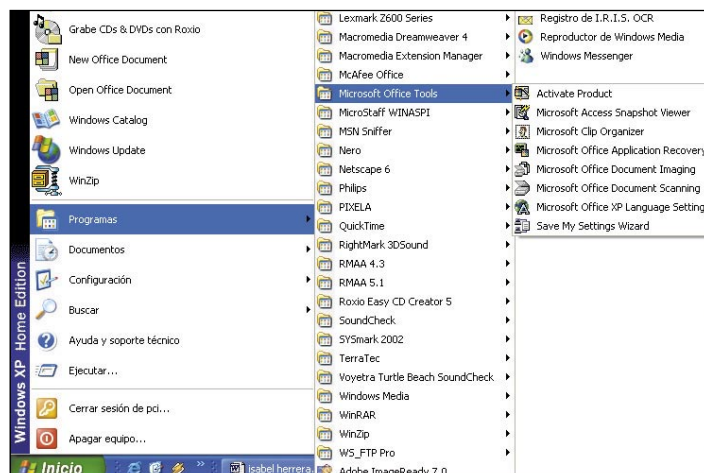 Grabe CDs & DVDs con Roxio
New Office Document
Open Office Document
Windows Catalog
Windows Update
WinZip
Programas
Documentos
Configuración
Buscar
Ayuda y soporte técnico
Ejecutar...
Cerrar sesión de pci...
Apagar equipo...
Windows XP Home Edition
Inicio
isabel herrera.
Lexmark Z600 Series
Macromedia Dreamweaver 4
Macromedia Extension Manager
McAfee Office
Microsoft Office Tools
MicroStaff WINASPI
MSN Sniffer
Nero
Netscape 6
Philips
PIXELA
QuickTime
RightMark 3DSound
RMAA 4.3
RMAA 5.1
Roxio Easy CD Creator 5
SoundCheck
SYSmark 2002
TerraTec
Voyetra Turtle Beach SoundCheck
Windows Media
WinRAR
WinZip
WS_FTP Pro
Adobe ImageReady 7.0
Registro de I.R.I.S. OCR
Reproductor de Windows Media
Windows Messenger
Activate Product
Microsoft Access Snapshot Viewer
Microsoft Clip Organizer
Microsoft Office Application Recovery
Microsoft Office Document Imaging
Microsoft Office Document Scanning
Microsoft Office XP Language Setting
Save My Settings Wizard